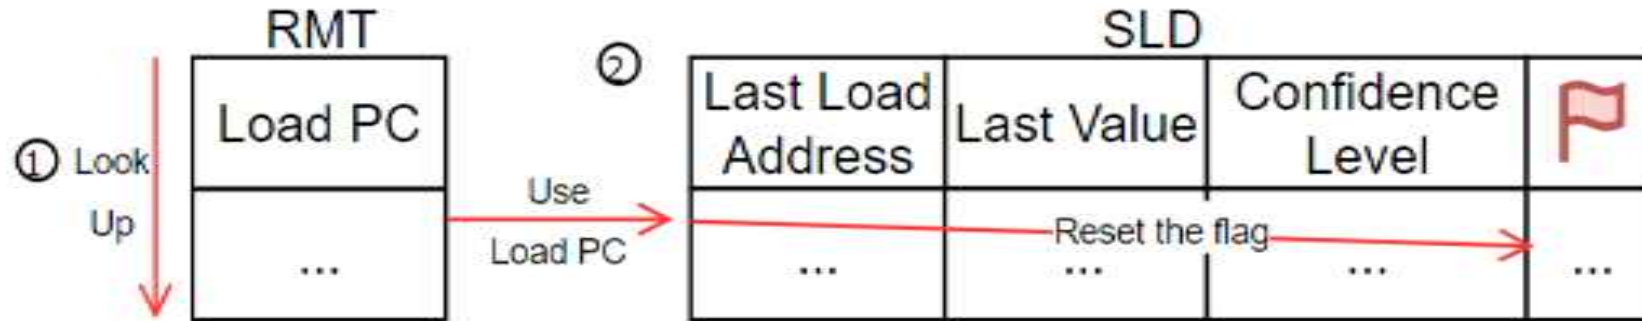 RMT
SLD
①
Look
Up
Load PC
...
Use
Load PC
②
Last Load
Address
Last Value
Confidence
Level
Reset the flag
...
...
...
...